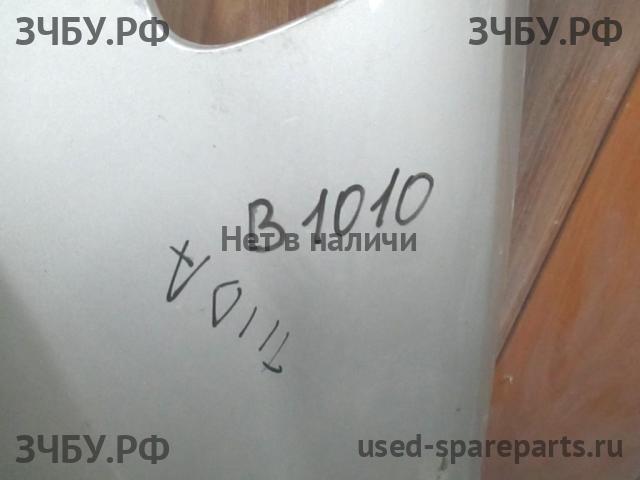 ЗЧБУ.РФ ЗЧБУ.РФ
B1010
Нет в наличи
ЗЧБУ.РФ used-spareparts.ru